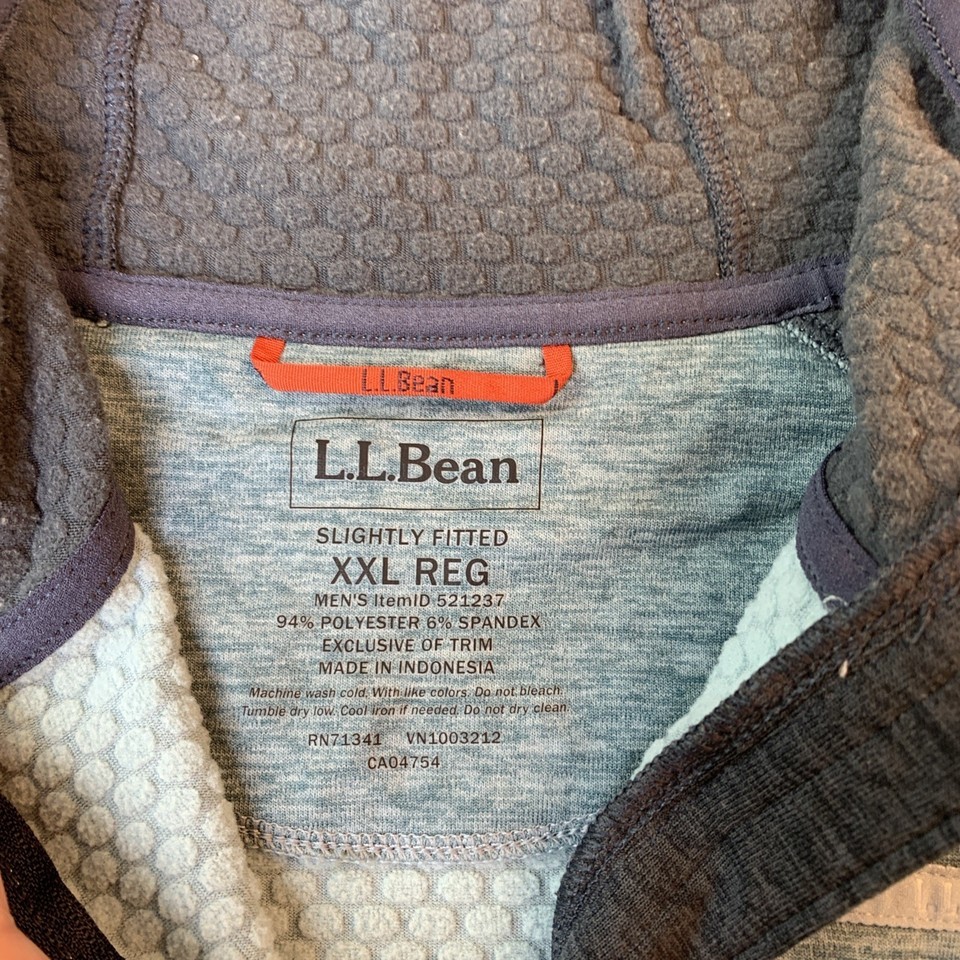 L.L.Bean
L.L.Bean
SLIGHTLY FITTED
XXL REG
MEN'S ItemID 521237
94% POLYESTER 6% SPANDEX
EXCLUSIVE OF TRIM
MADE IN INDONESIA
Machine wash cold. With like colors. Do not bleach.
Tumble dry low. Cool iron if needed. Do not dry clean.
RN71341 VN1003212
CA04754